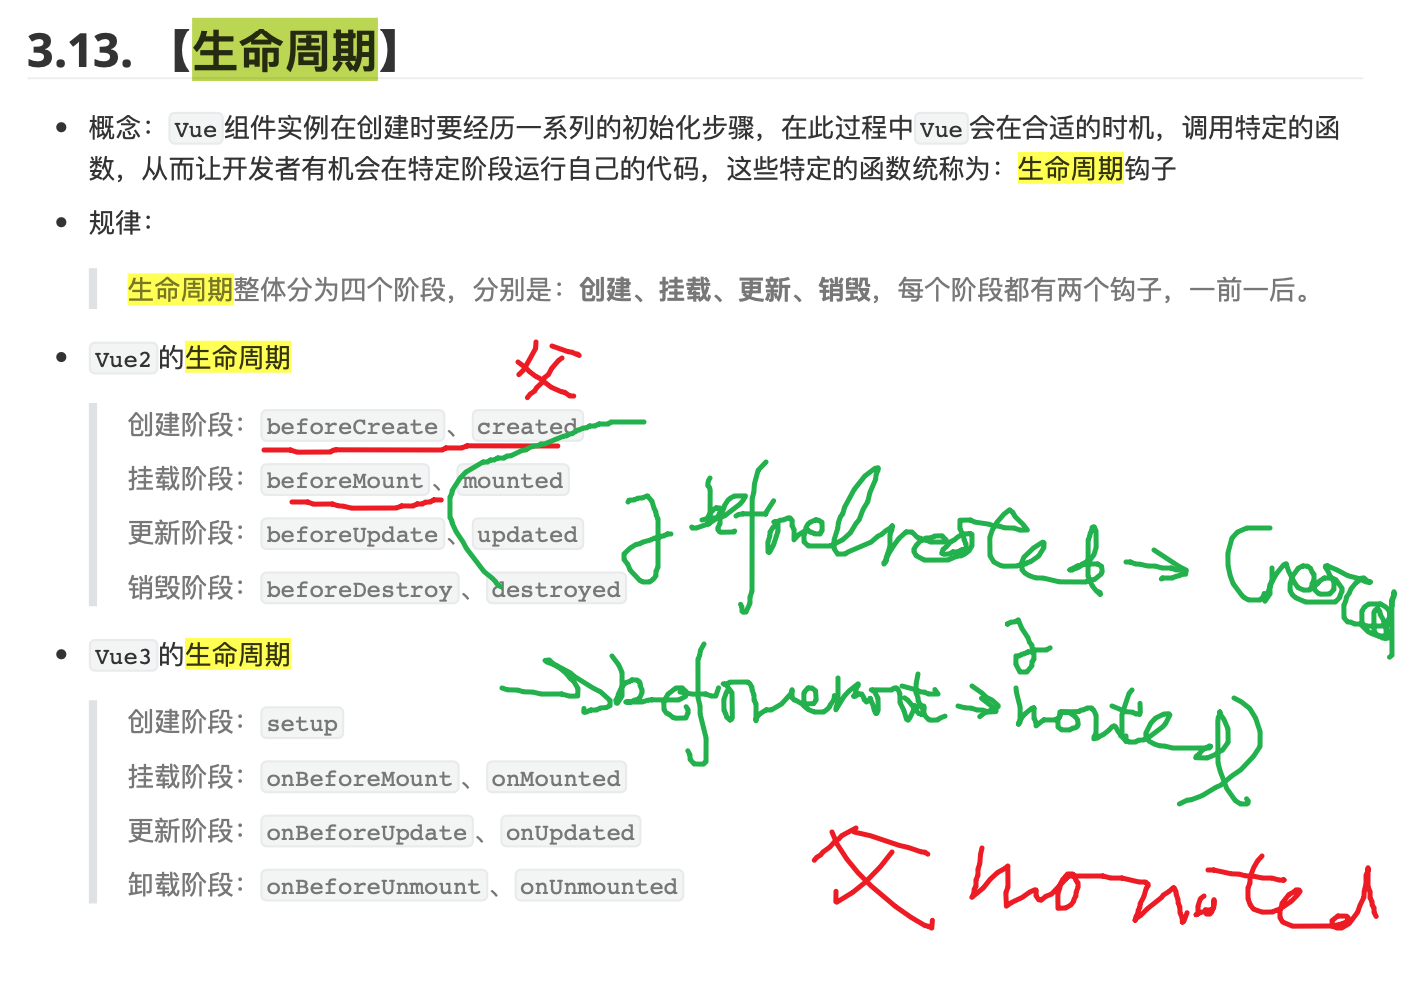 3.13. 【生命周期】
概念：Vue组件实例在创建时要经历一系列的初始化步骤，在此过程中Vue会在合适的时机，调用特定的函
数，从而让开发者有机会在特定阶段运行自己的代码，这些特定的函数统称为：生命周期钩子
规律：
生命周期整体分为四个阶段，分别是：创建、挂载、更新、销毁，每个阶段都有两个钩子，一前一后。
Vue2的生命周期
父
创建阶段：beforeCreate、created
挂载阶段：beforeMount、mounted
更新阶段：beforeUpdate、updated
销毁阶段：beforeDestroy、destroyed
Vue3的生命周期
创建阶段：setup
挂载阶段：onBeforeMount、onMounted
更新阶段：onBeforeUpdate、onUpdated
卸载阶段：onBeforeUnmount、onUnmounted
父 mounted